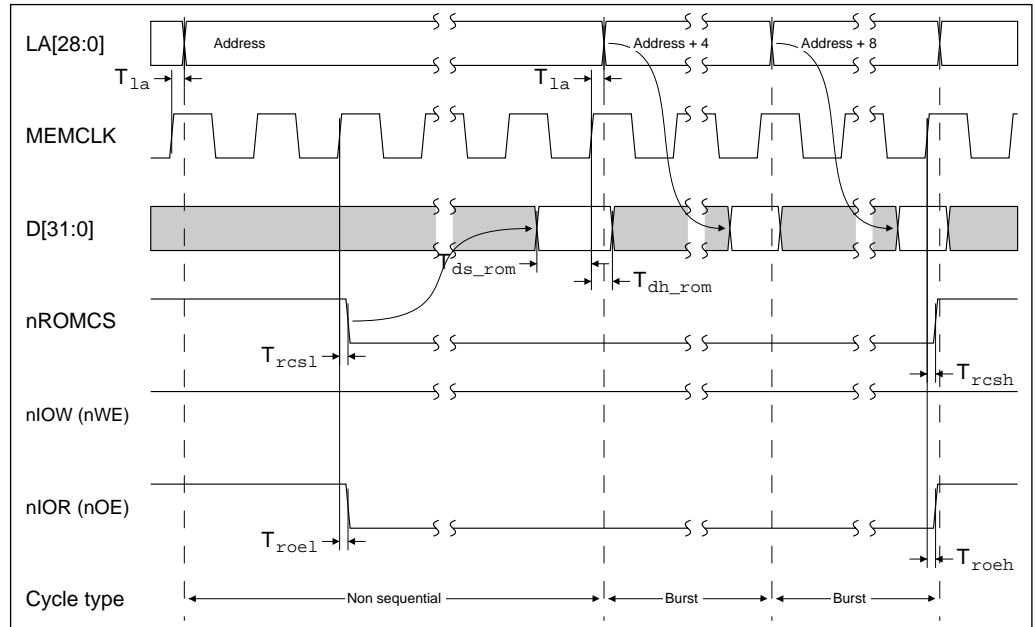 LA[28:0]
Address
Address + 4
Address + 8
Tla
Tla
MEMCLK
D[31:0]
Tds_rom
Tdh_rom
nROMCS
Trcsl
Trcsh
nIOW (nWE)
nIOR (nOE)
Troel
Troeh
Cycle type
Non sequential
Burst
Burst